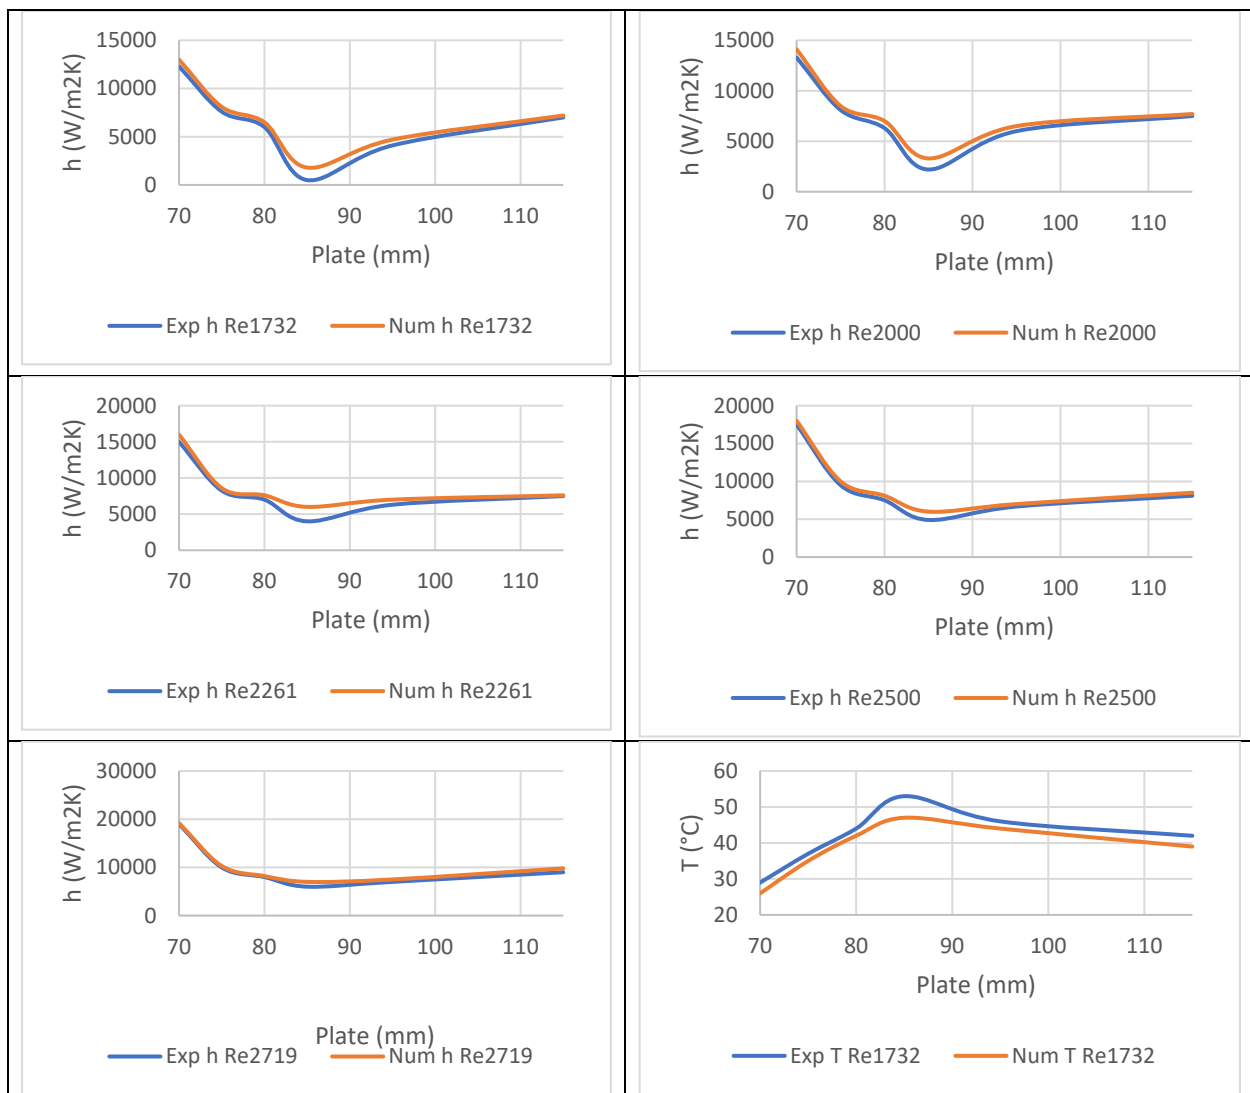 15000
10000
5000
0
h (W/m2K)
70 80 90 100 110
Plate (mm)
Exp h Re1732 Num h Re1732
15000
10000
5000
0
h (W/m2K)
70 80 90 100 110
Plate (mm)
Exp h Re2000 Num h Re2000
20000
15000
10000
5000
0
h (W/m2K)
70 80 90 100 110
Plate (mm)
Exp h Re2261 Num h Re2261
20000
15000
10000
5000
0
h (W/m2K)
70 80 90 100 110
Plate (mm)
Exp h Re2500 Num h Re2500
30000
20000
10000
0
h (W/m2K)
70 80 90 100 110
Plate (mm)
Exp h Re2719 Num h Re2719
60
50
40
30
20
T (°C)
70 80 90 100 110
Plate (mm)
Exp T Re1732 Num T Re1732